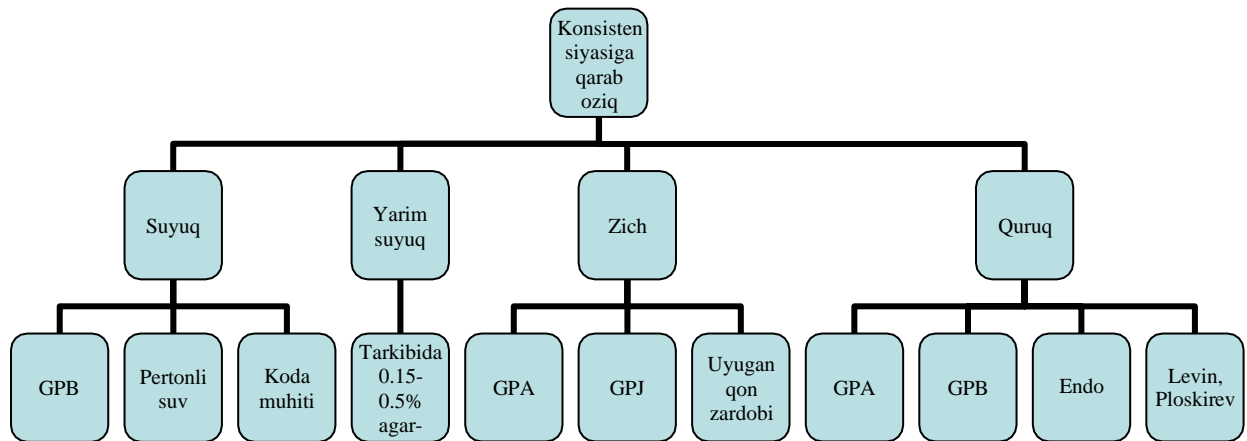 Konsisten
siyasiga
qarab
oziq
Suyuq
Yarim
suyuq
Zich
Quruq
GPB
Pertonli
suv
Koda
muhiti
Tarkibida
0.15-
0.5%
agar-
GPA
GPJ
Uyugan
qon
zardobi
GPA
GPB
Endo
Levin,
Ploskirev